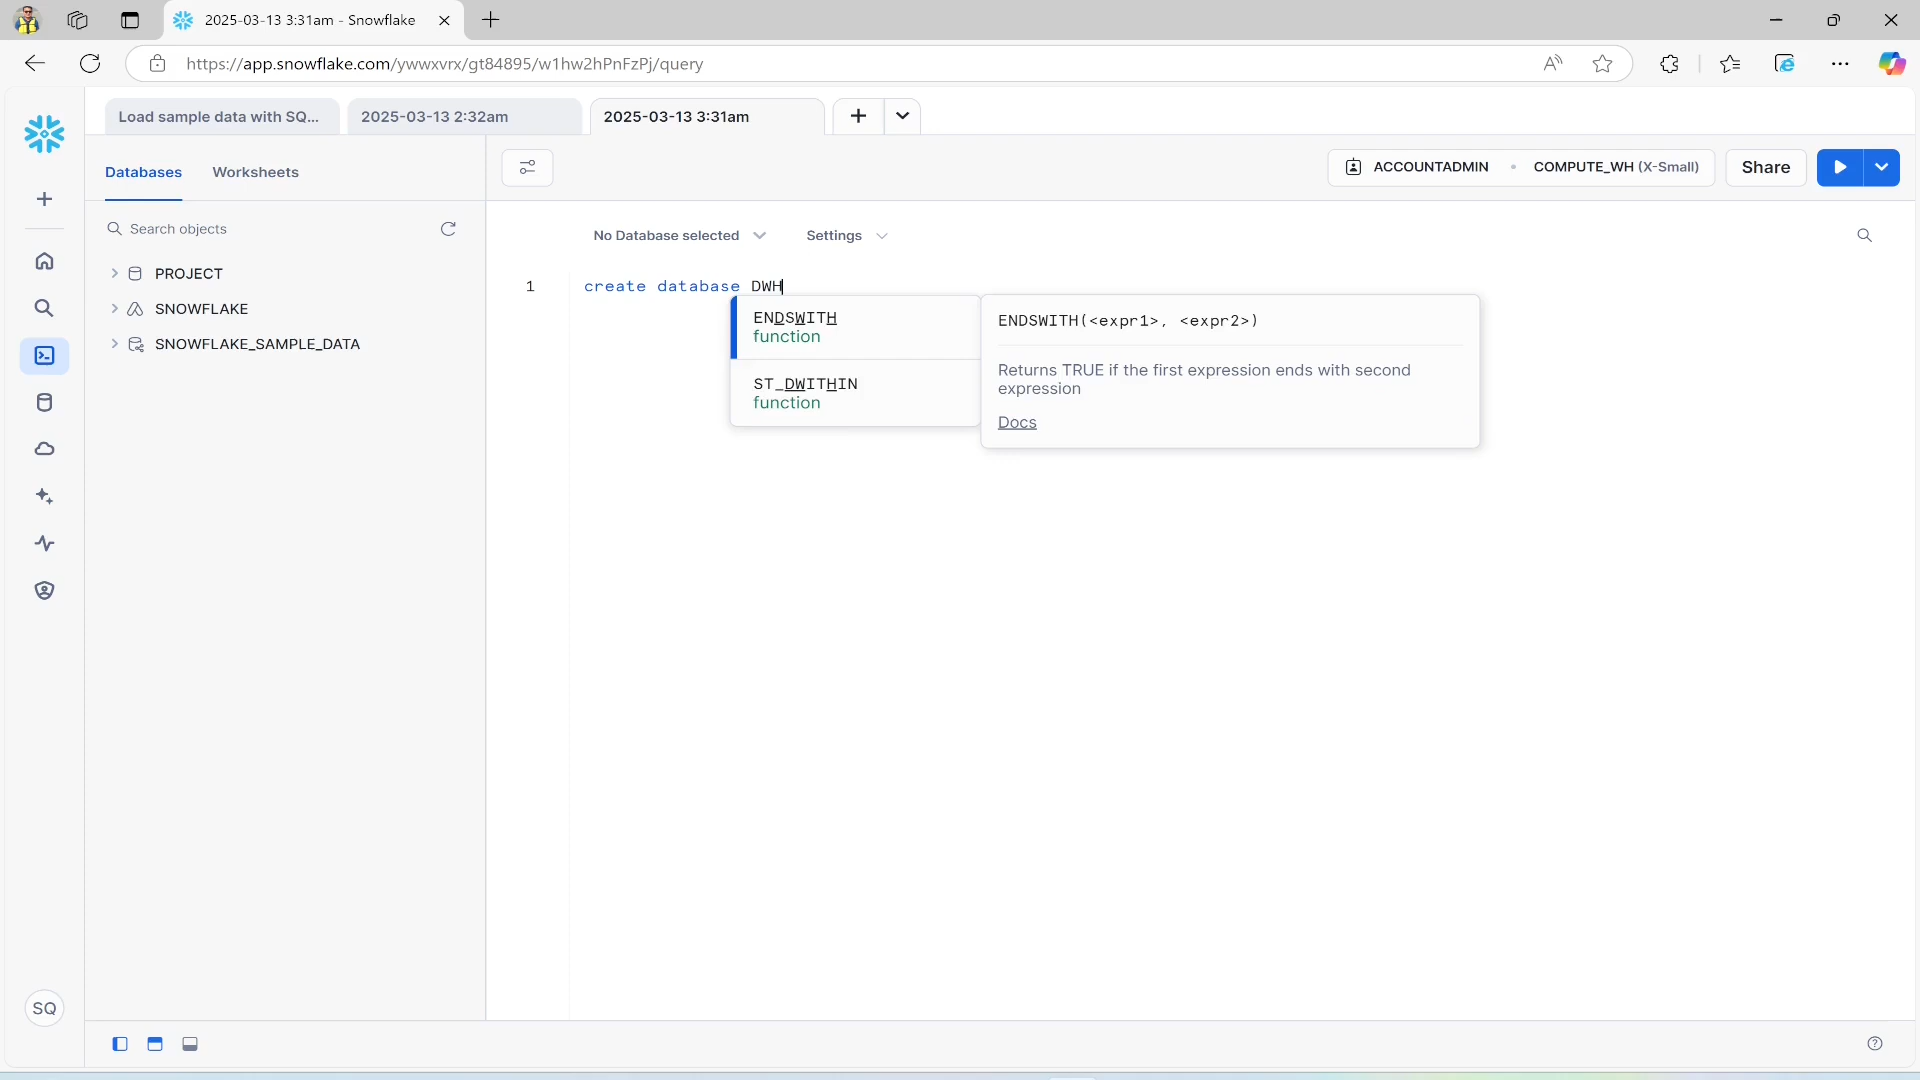 2025-03-13 3:31am - Snowflake
https://app.snowflake.com/ywwxvrx/gt84895/w1hw2hPnFzPj/query
Load sample data with SQ...
2025-03-13 2:32am
2025-03-13 3:31am
Databases
Worksheets
ACCOUNTADMIN
COMPUTE_WH (X-Small)
Share
Search objects
No Database selected
Settings
PROJECT
SNOWFLAKE
SNOWFLAKE_SAMPLE_DATA
1
create database DWH
ENDSWITH
function
ST_DWITHIN
function
ENDSWITH(<expr1>, <expr2>)
Returns TRUE if the first expression ends with second
expression
Docs
SQ